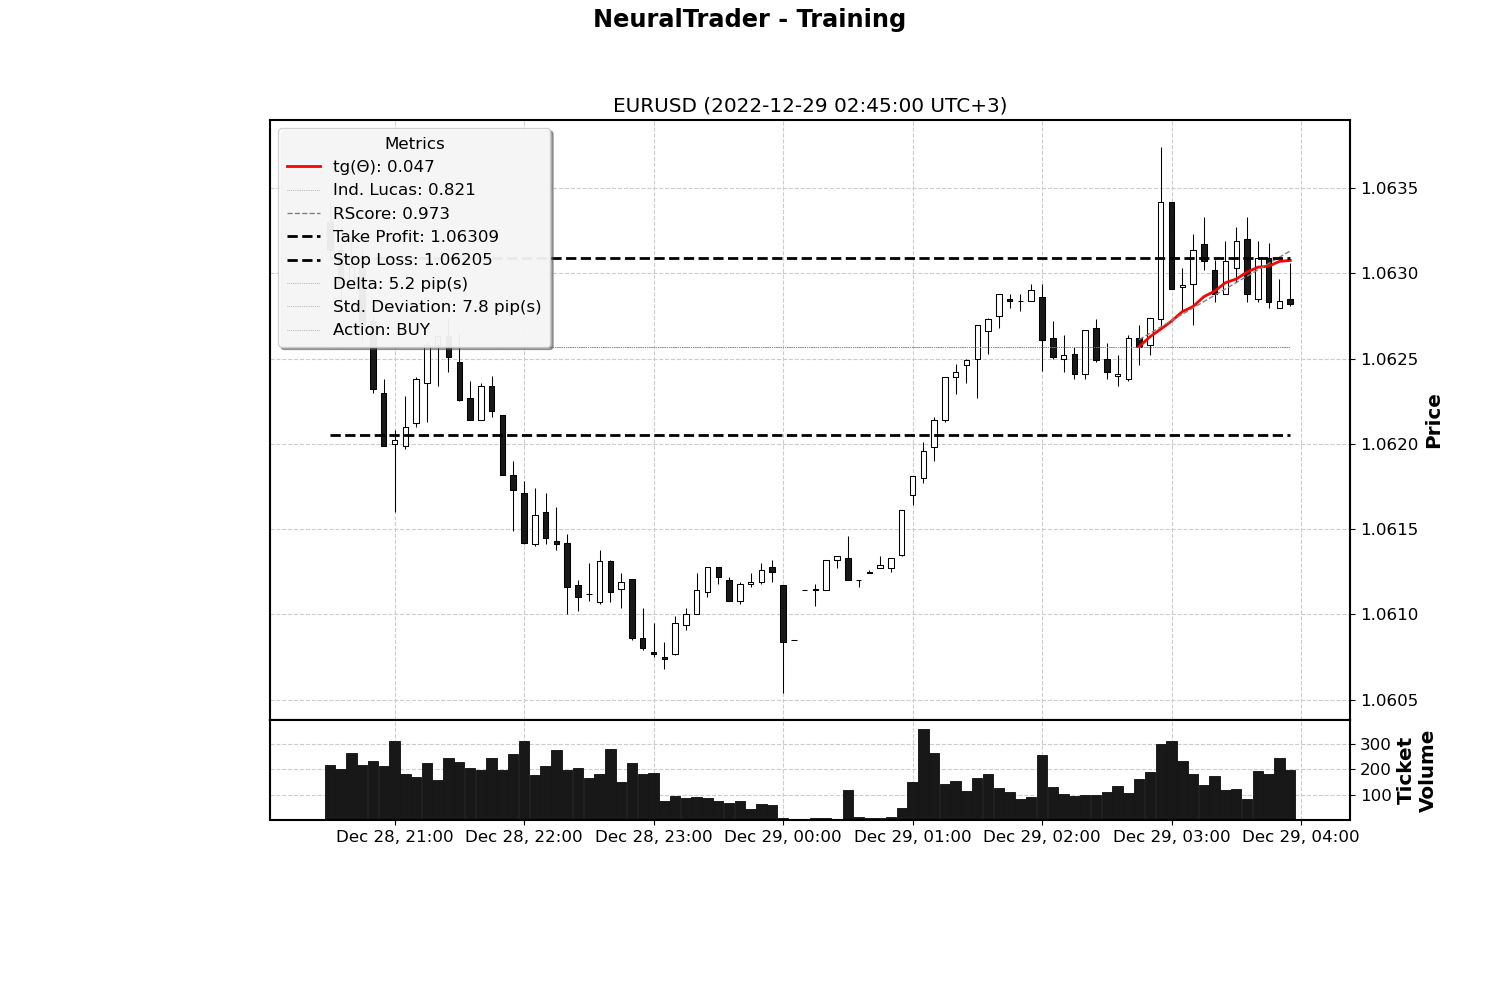 NeuralTrader - Training
EURUSD (2022-12-29 02:45:00 UTC+3)
Metrics
tg(Θ): 0.047
Ind. Lucas: 0.821
RScore: 0.973
Take Profit: 1.06309
Stop Loss: 1.06205
Delta: 5.2 pip(s)
Std. Deviation: 7.8 pip(s)
Action: BUY
1.0635
1.0630
1.0625
1.0620
1.0615
1.0610
1.0605
Price
300
200
100
Ticket
Volume
Dec 28, 21:00 Dec 28, 22:00 Dec 28, 23:00 Dec 29, 00:00 Dec 29, 01:00 Dec 29, 02:00 Dec 29, 03:00 Dec 29, 04:00